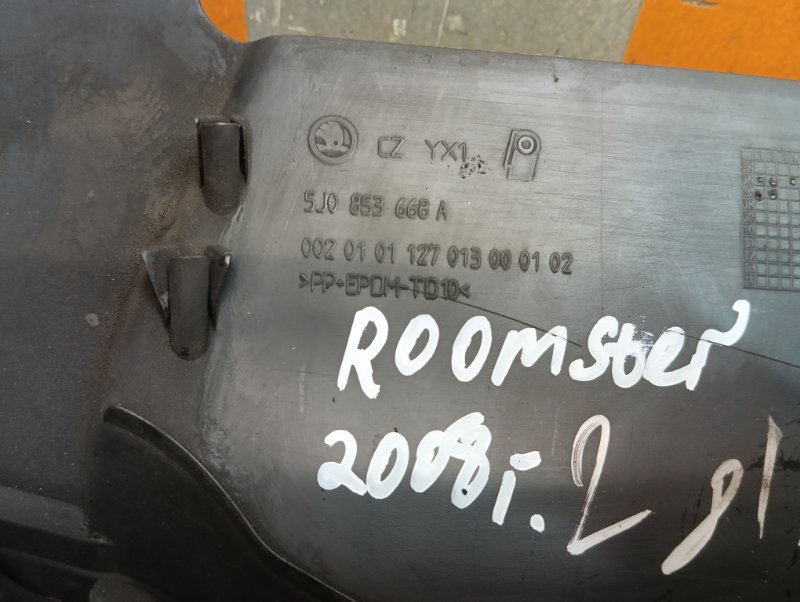 CZ YX1
5J0 853 668 A
002 01 01 127 013 00 01 02
>PP+EPDM-TD10<
Roomster
2008i. 2 81